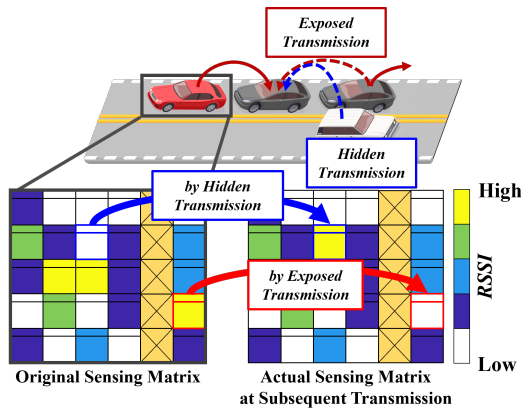 Exposed
Transmission
Hidden
Transmission
by Hidden
Transmission
by Exposed
Transmission
High
RSSI
Low
Original Sensing Matrix
Actual Sensing Matrix
at Subsequent Transmission